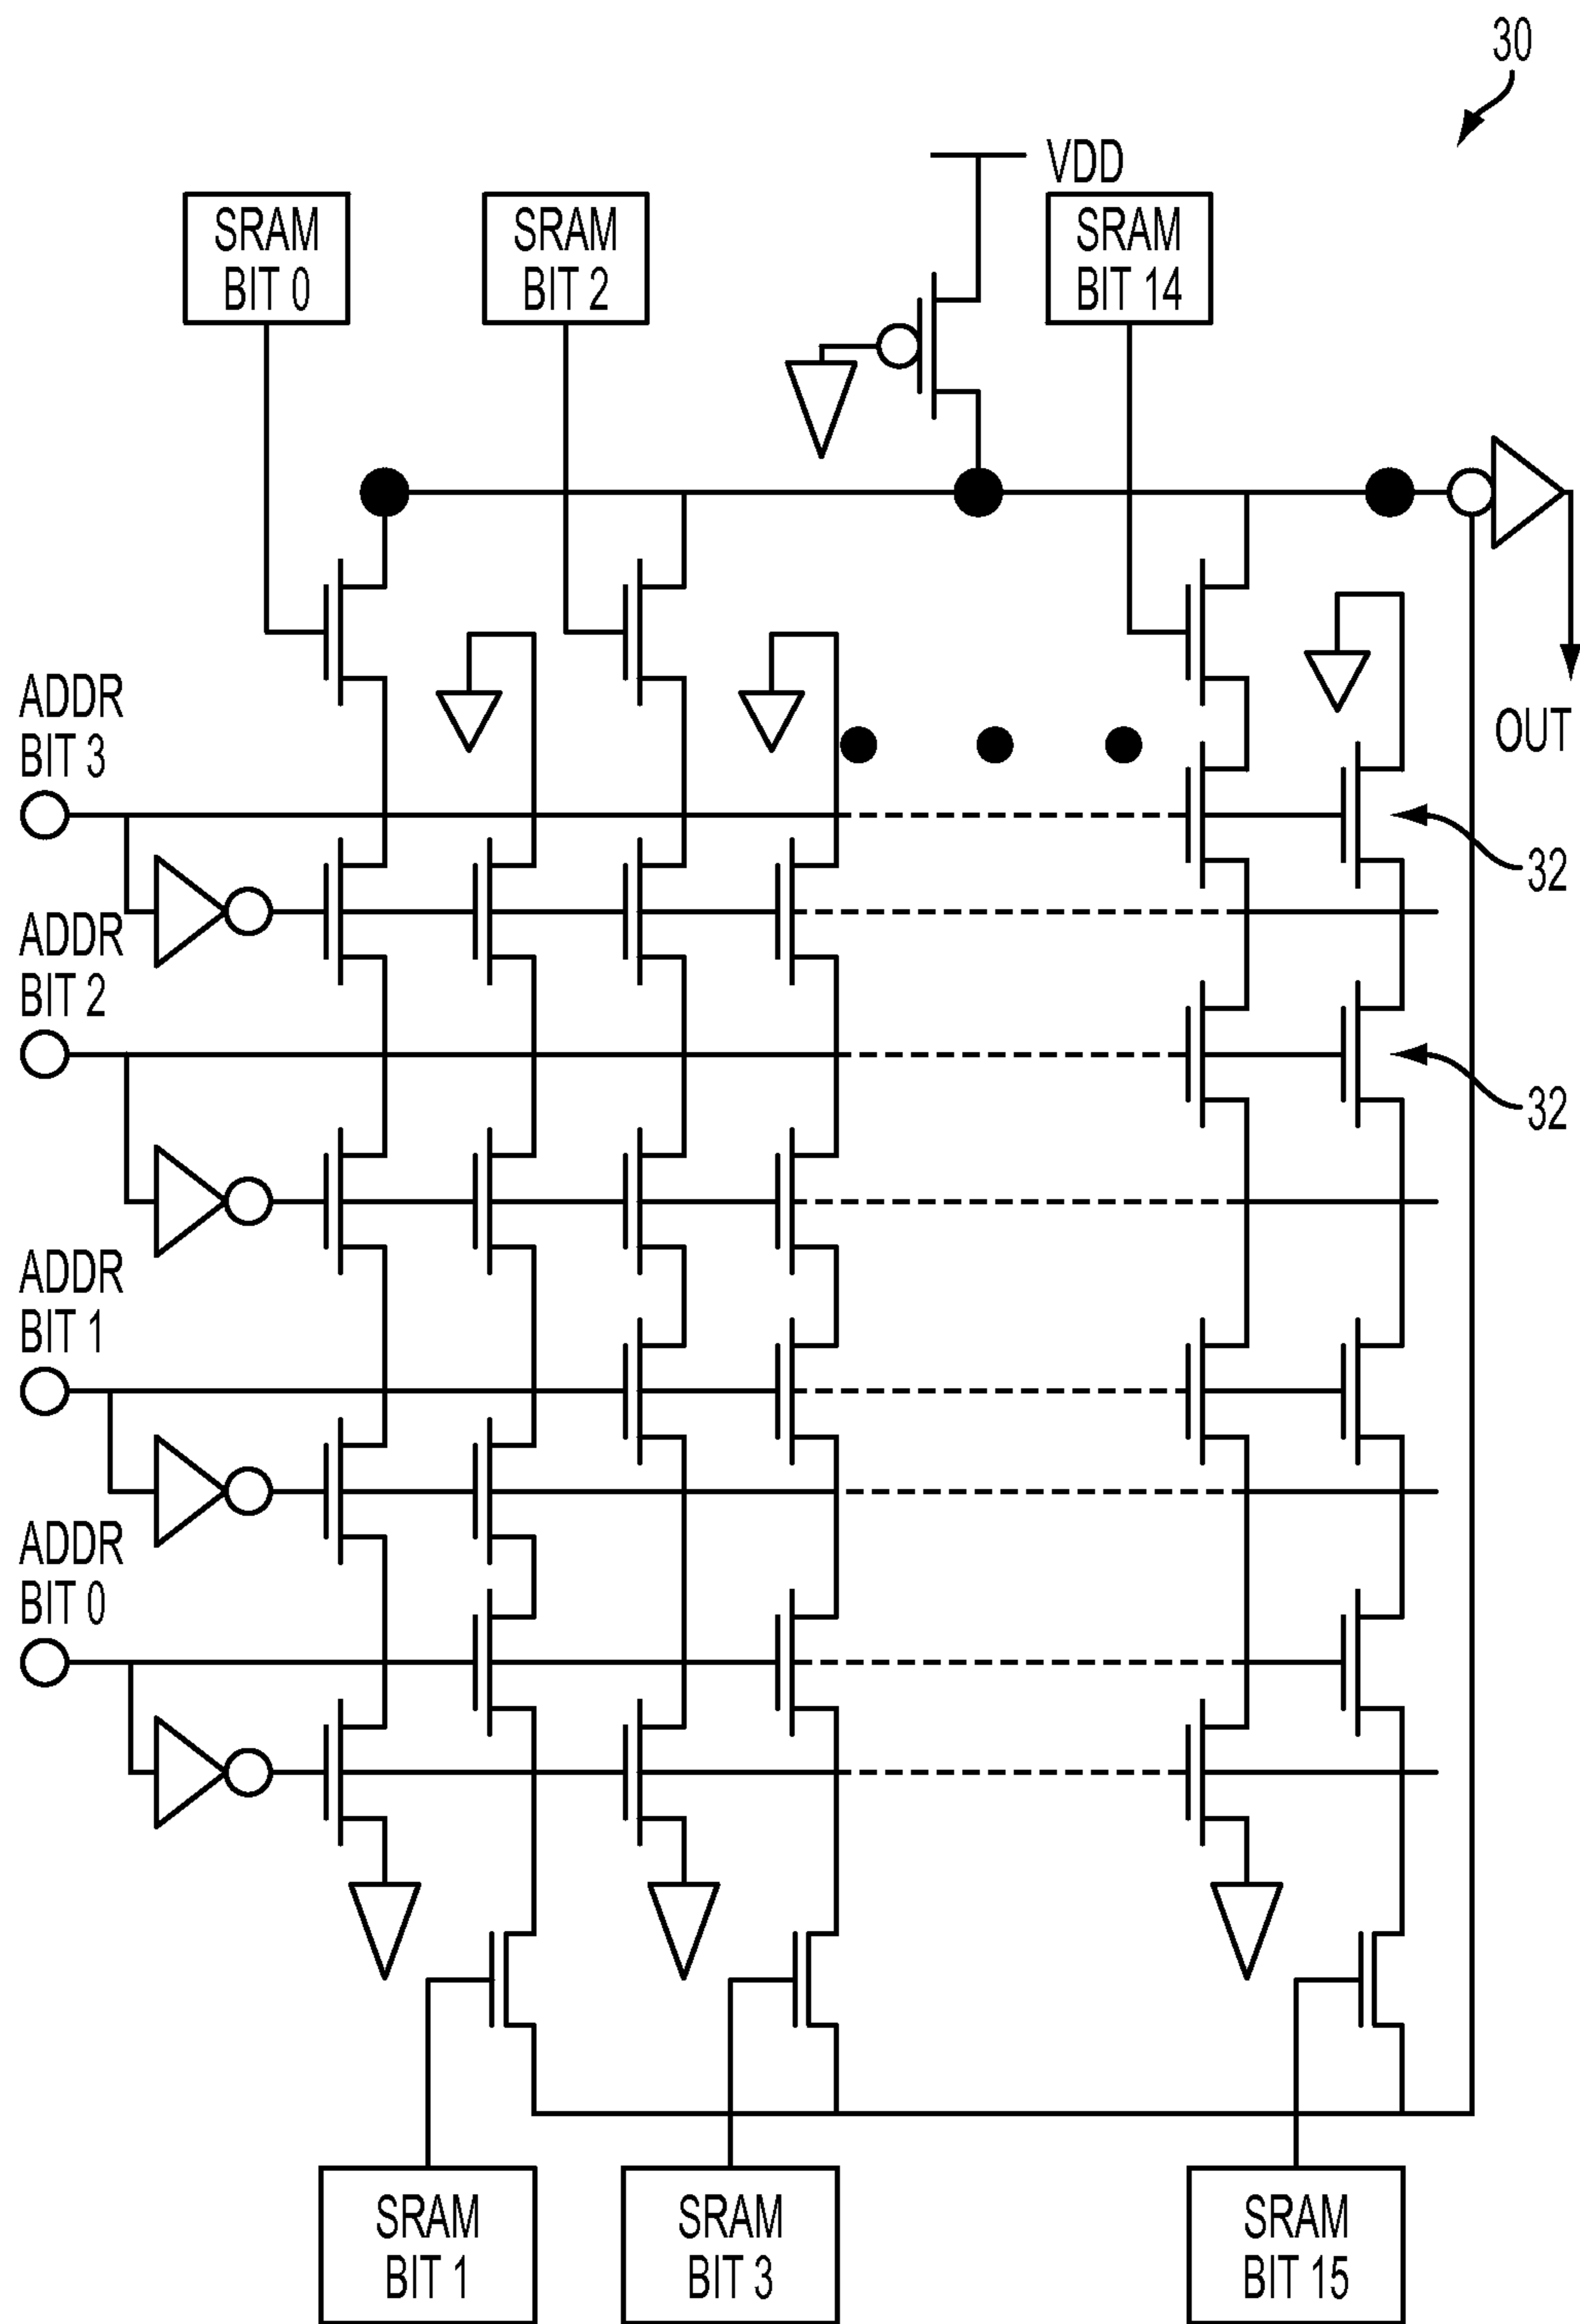 30
VDD
SRAM
BIT 0
SRAM
BIT 2
SRAM
BIT 14
ADDR
BIT 3
OUT
32
ADDR
BIT 2
32
ADDR
BIT 1
ADDR
BIT 0
SRAM
BIT 1
SRAM
BIT 3
SRAM
BIT 15